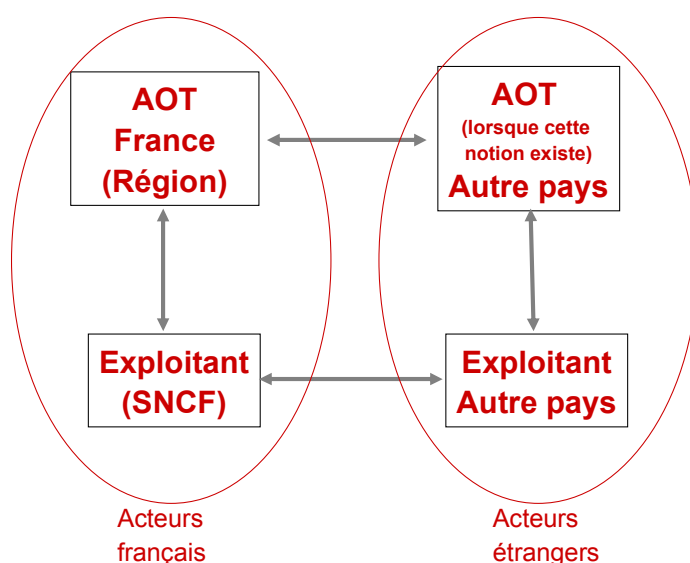 AOT
France
(Région)
AOT
(lorsque cette
notion existe)
Autre pays
Exploitant
(SNCF)
Exploitant
Autre pays
Acteurs
français
Acteurs
étrangers